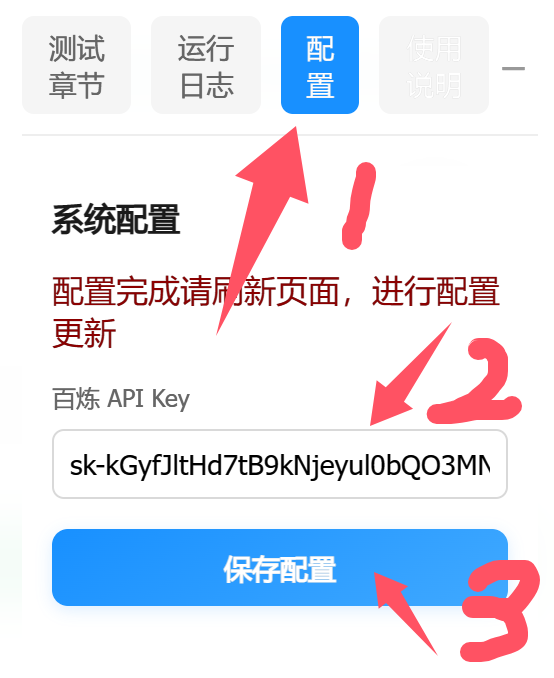 测试
章节
运行
日志
配
置
使用
说明
1
系统配置
配置完成请刷新页面，进行配置
更新
2
百炼 API Key
sk-kGyfJltHd7tB9kNjeyul0bQO3MN
保存配置
3